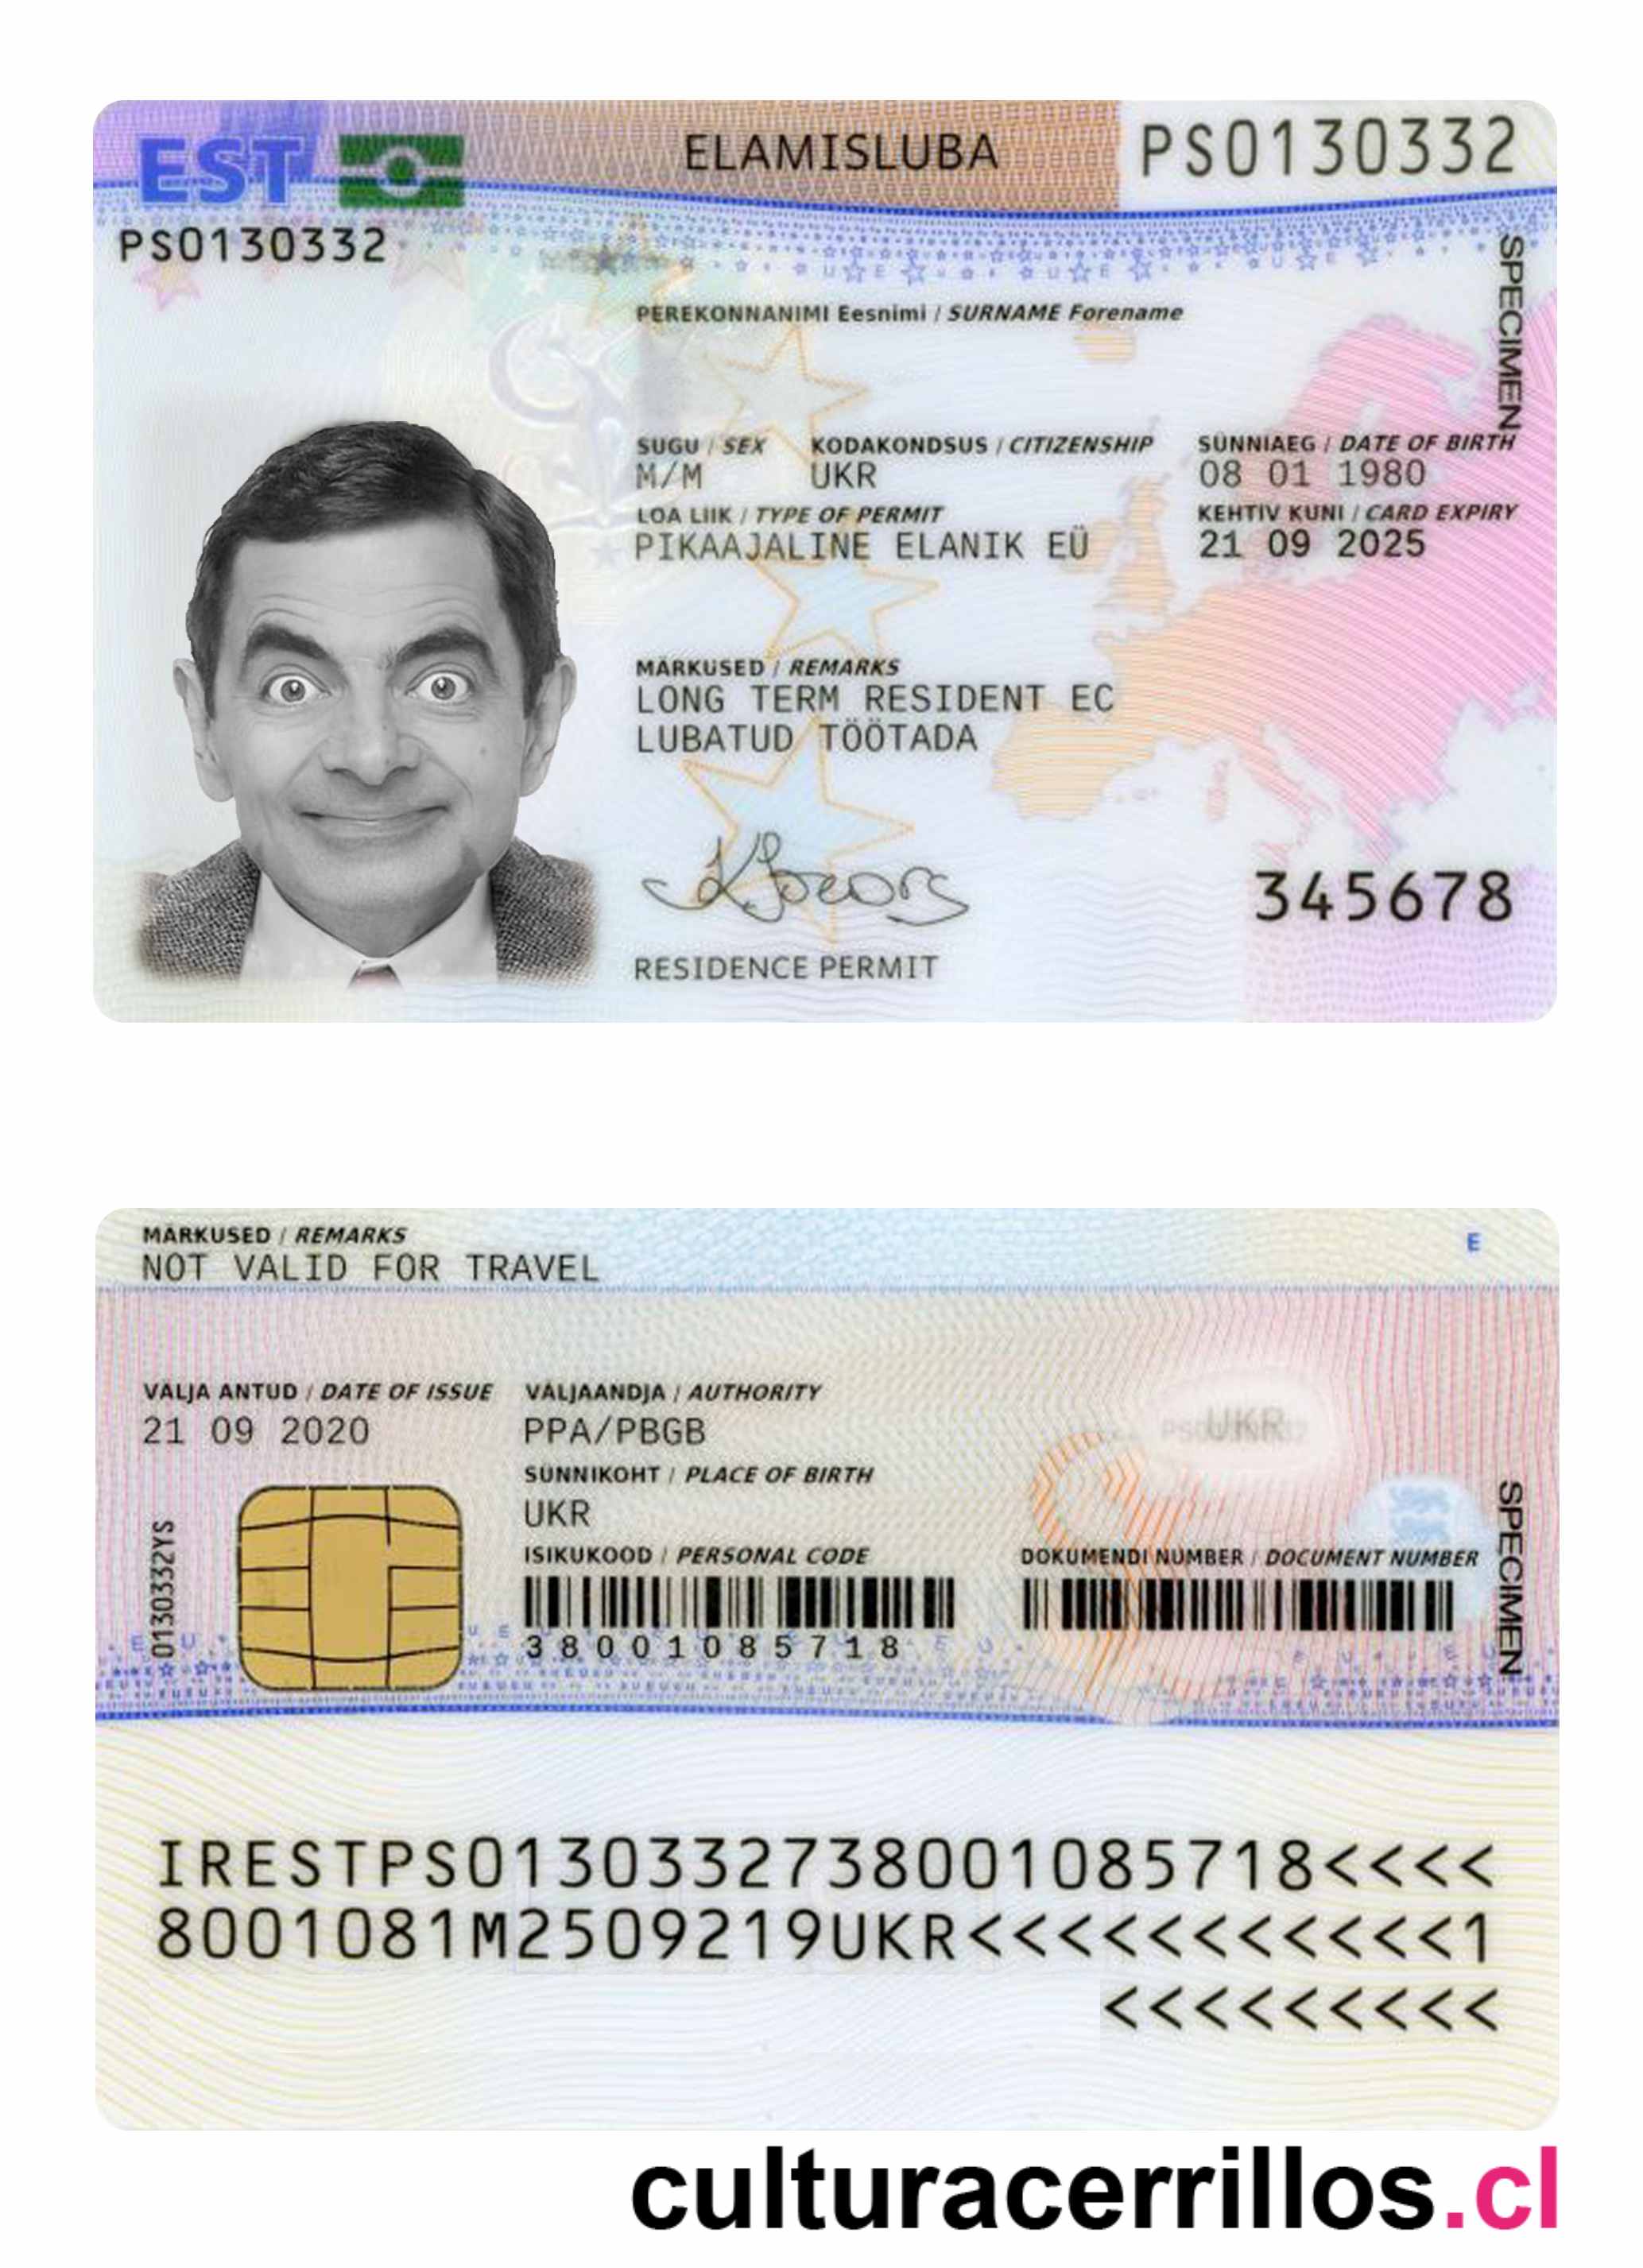 EST
ELAMISLUBA
PS0130332
PS0130332
SPECIMEN
PEREKONNANIMI Eesnimi / SURNAME Forename
SUGU / SEX KODAKONDSUS / CITIZENSHIP SÜNNIAEG / DATE OF BIRTH
M/M UKR 08 01 1980
LOA LIIK / TYPE OF PERMIT KEHTIV KUNI / CARD EXPIRY
PIKAAJALINE ELANIK EÜ 21 09 2025
MÄRKUSED / REMARKS
LONG TERM RESIDENT EC
LUBATUD TÖÖTADA
345678
RESIDENCE PERMIT
MÄRKUSED / REMARKS
NOT VALID FOR TRAVEL
E
VÄLJA ANTUD / DATE OF ISSUE VÄLJAANDJA / AUTHORITY
21 09 2020 PPA/PBGB
UKR
SÜNNIKOHT / PLACE OF BIRTH
UKR
ISIKUKOOD / PERSONAL CODE DOKUMENDI NUMBER / DOCUMENT NUMBER
38001085718
0130332YS
SPECIMEN
IRESTPS0130332738001085718<<<<
8001081M2509219UKR<<<<<<<<<<<1
<<<<<<<<<
culturacerrillos.cl